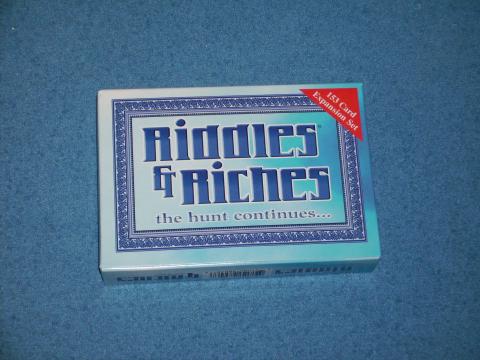 153 Card
Expansion Set
Riddles
& Riches
the hunt continues...